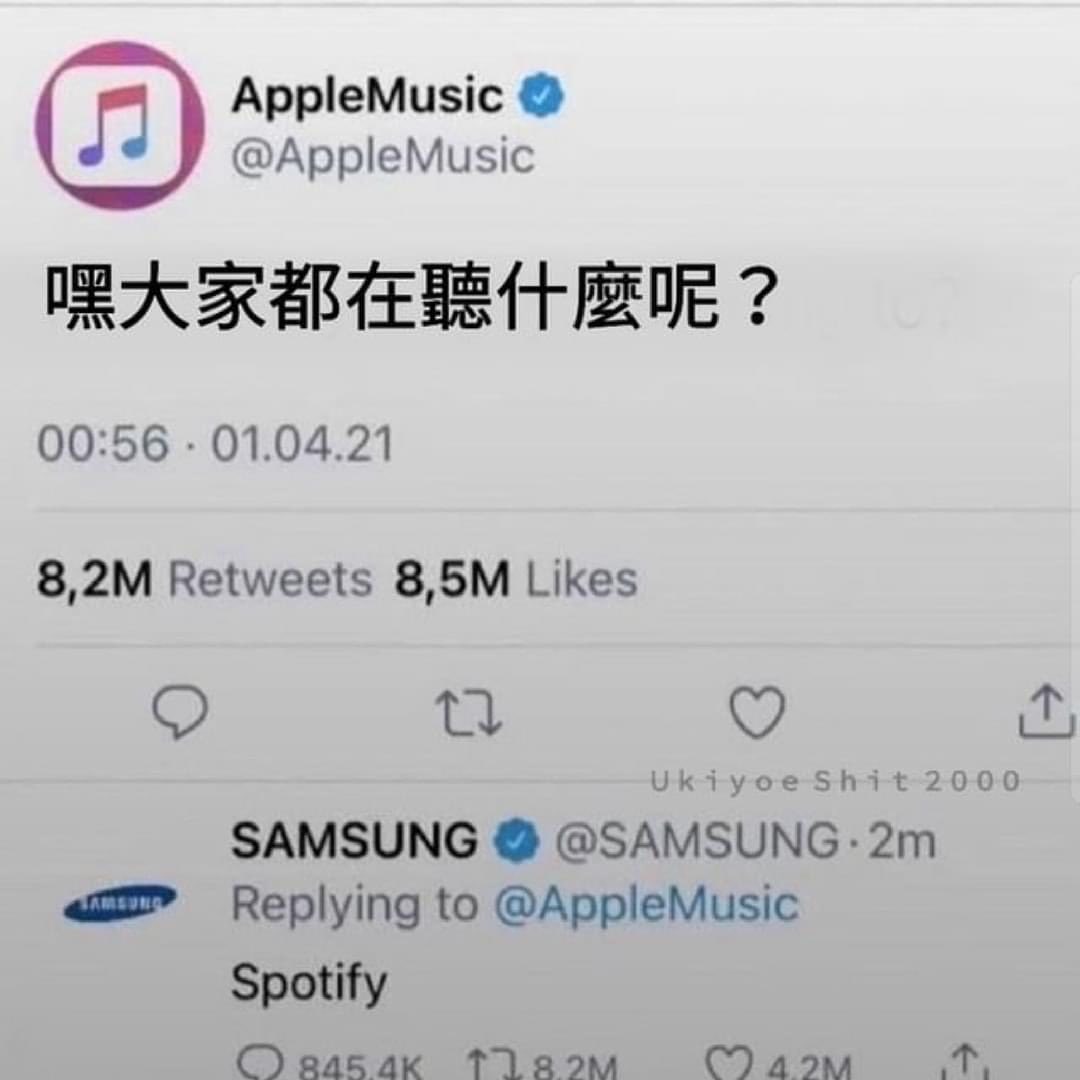 AppleMusic
@AppleMusic
嘿大家都在聽什麼呢？
00:56 · 01.04.21
8,2M Retweets 8,5M Likes
Ukiyoe Shit 2000
SAMSUNG @SAMSUNG · 2m
SAMSUNG
Replying to @AppleMusic
Spotify
845,4K 8,2M 4,2M